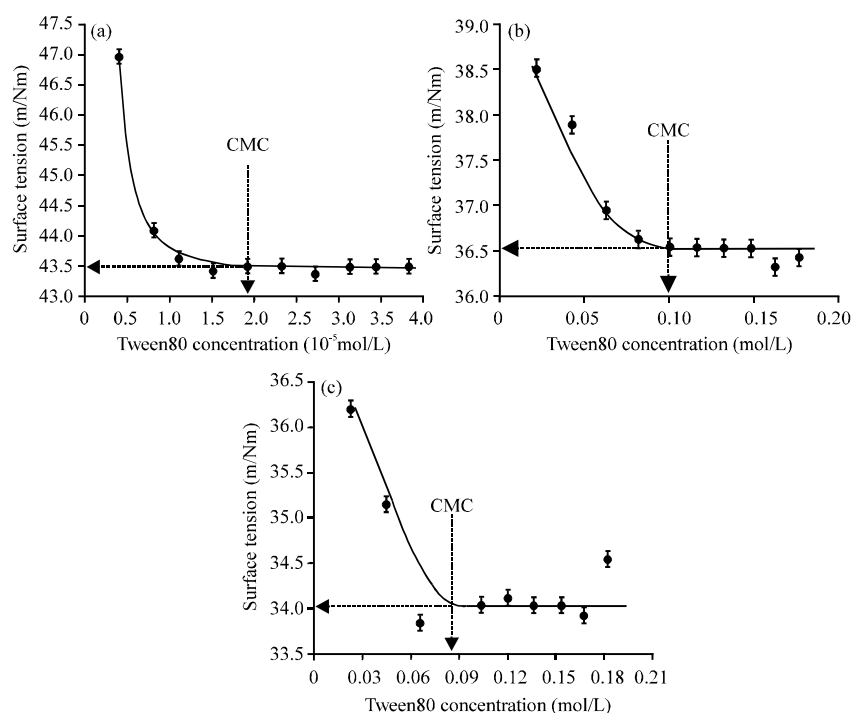 (a)
47.5
47.0
46.5
46.0
45.5
45.0
44.5
44.0
43.5
43.0
Surface tension (m/Nm)
CMC
0 0.5 1.0 1.5 2.0 2.5 3.0 3.5 4.0
Tween80 concentration (10⁻⁵mol/L)
(b)
39.0
38.5
38.0
37.5
37.0
36.5
36.0
Surface tension (m/Nm)
CMC
0 0.05 0.10 0.15 0.20
Tween80 concentration (mol/L)
(c)
36.5
36.0
35.5
35.0
34.5
34.0
33.5
Surface tension (m/Nm)
CMC
0 0.03 0.06 0.09 0.12 0.15 0.18 0.21
Tween80 concentration (mol/L)